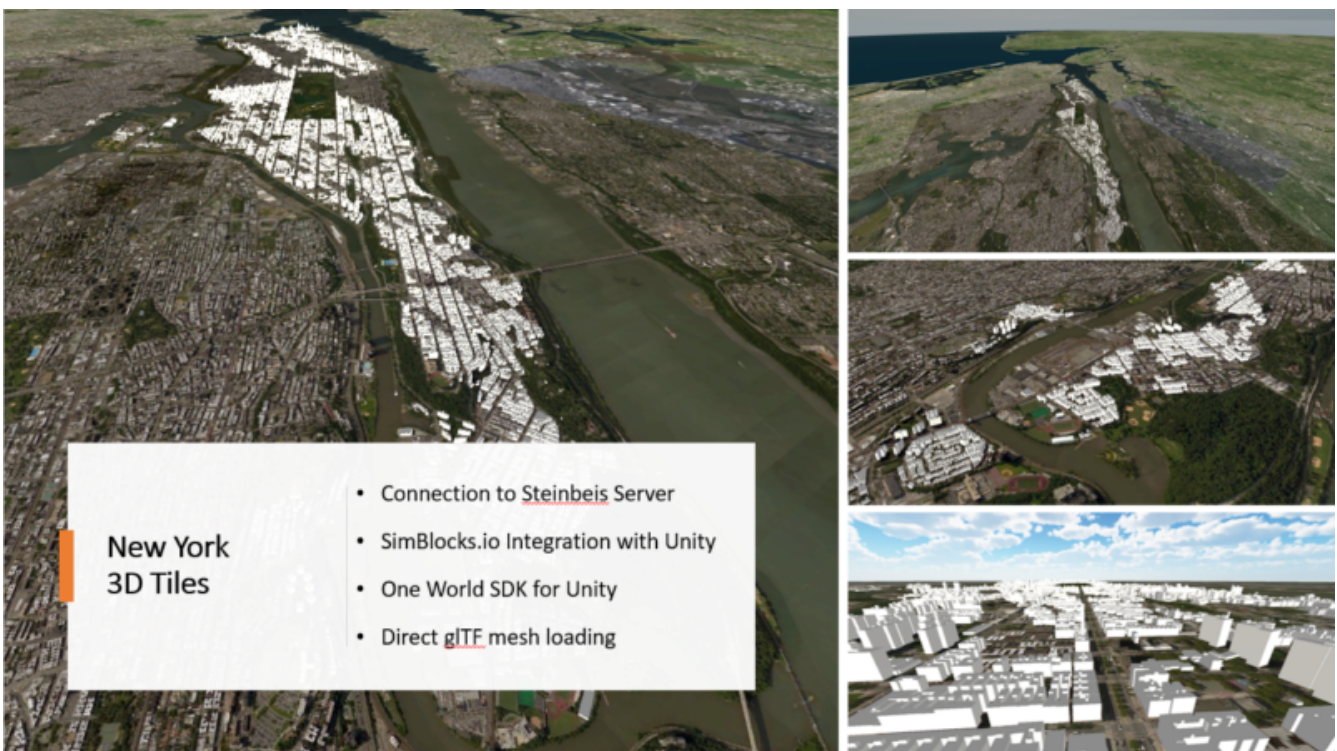 New York
3D Tiles
• Connection to Steinbeis Server
• SimBlocks.io Integration with Unity
• One World SDK for Unity
• Direct glTF mesh loading